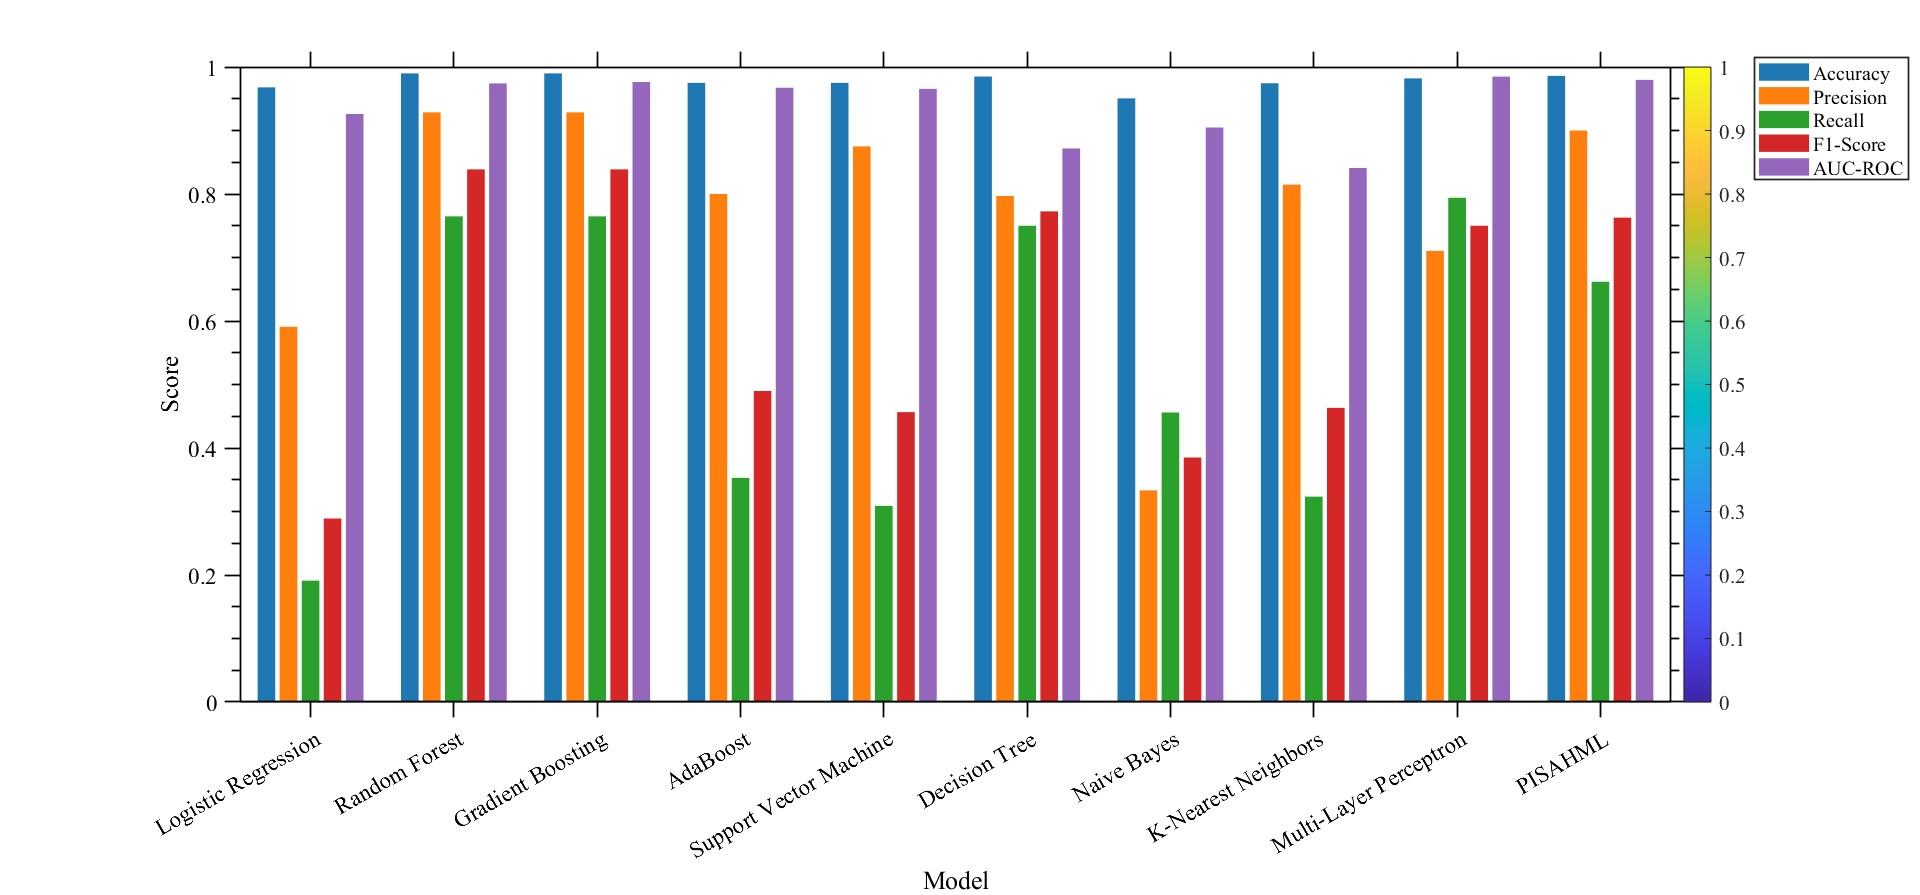 Score
1
0.8
0.6
0.4
0.2
0
Logistic Regression
Random Forest
Gradient Boosting
AdaBoost
Support Vector Machine
Decision Tree
Naive Bayes
K-Nearest Neighbors
Multi-Layer Perceptron
PISAHML
Model
1
0.9
0.8
0.7
0.6
0.5
0.4
0.3
0.2
0.1
0
Accuracy
Precision
Recall
F1-Score
AUC-ROC